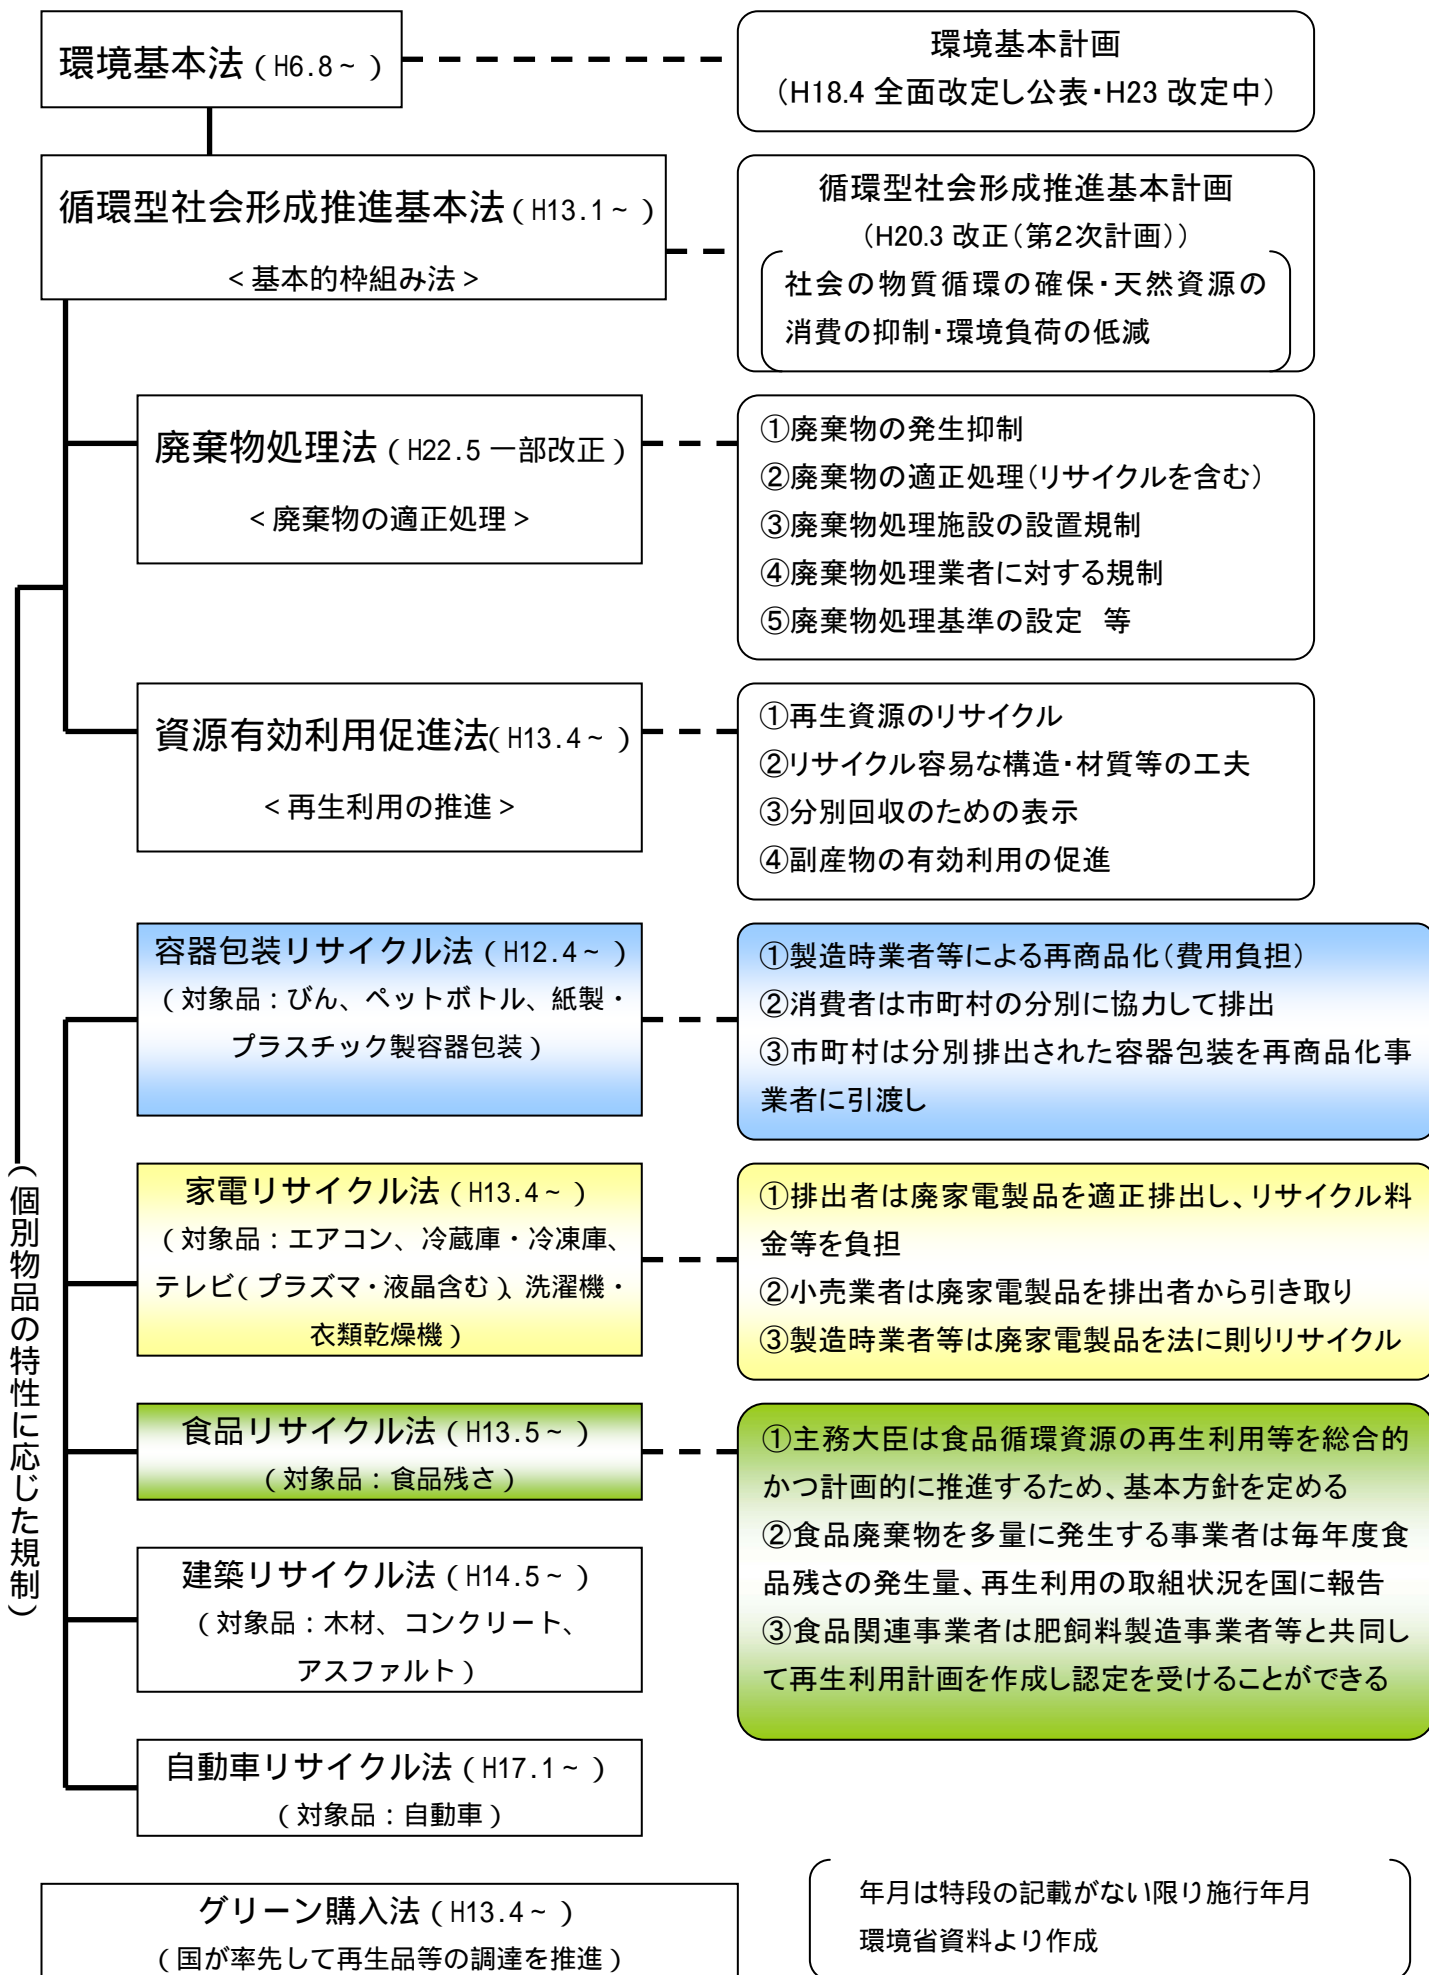 環境基本法（H6.8～）
環境基本計画
（H18.4 全面改定し公表・H23 改定中）
循環型社会形成推進基本法（H13.1～）
＜基本的枠組み法＞
循環型社会形成推進基本計画
（H20.3 改正（第２次計画））
社会の物質循環の確保・天然資源の
消費の抑制・環境負荷の低減
廃棄物処理法（H22.5 一部改正）
＜廃棄物の適正処理＞
①廃棄物の発生抑制
②廃棄物の適正処理（リサイクルを含む）
③廃棄物処理施設の設置規制
④廃棄物処理業者に対する規制
⑤廃棄物処理基準の設定　等
資源有効利用促進法（H13.4～）
＜再生利用の推進＞
①再生資源のリサイクル
②リサイクル容易な構造・材質等の工夫
③分別回収のための表示
④副産物の有効利用の促進
（個別物品の特性に応じた規制）
容器包装リサイクル法（H12.4～）
（対象品：びん、ペットボトル、紙製・
プラスチック製容器包装）
①製造時業者等による再商品化（費用負担）
②消費者は市町村の分別に協力して排出
③市町村は分別排出された容器包装を再商品化事
業者に引渡し
家電リサイクル法（H13.4～）
（対象品：エアコン、冷蔵庫・冷凍庫、
テレビ（プラズマ・液晶含む）、洗濯機・
衣類乾燥機）
①排出者は廃家電製品を適正排出し、リサイクル料
金等を負担
②小売業者は廃家電製品を排出者から引き取り
③製造時業者等は廃家電製品を法に則りリサイクル
食品リサイクル法（H13.5～）
（対象品：食品残さ）
①主務大臣は食品循環資源の再生利用等を総合的
かつ計画的に推進するため、基本方針を定める
②食品廃棄物を多量に発生する事業者は毎年度食
品残さの発生量、再生利用の取組状況を国に報告
③食品関連事業者は肥飼料製造事業者等と共同し
て再生利用計画を作成し認定を受けることができる
建築リサイクル法（H14.5～）
（対象品：木材、コンクリート、
アスファルト）
自動車リサイクル法（H17.1～）
（対象品：自動車）
グリーン購入法（H13.4～）
（国が率先して再生品等の調達を推進）
年月は特段の記載がない限り施行年月
環境省資料より作成